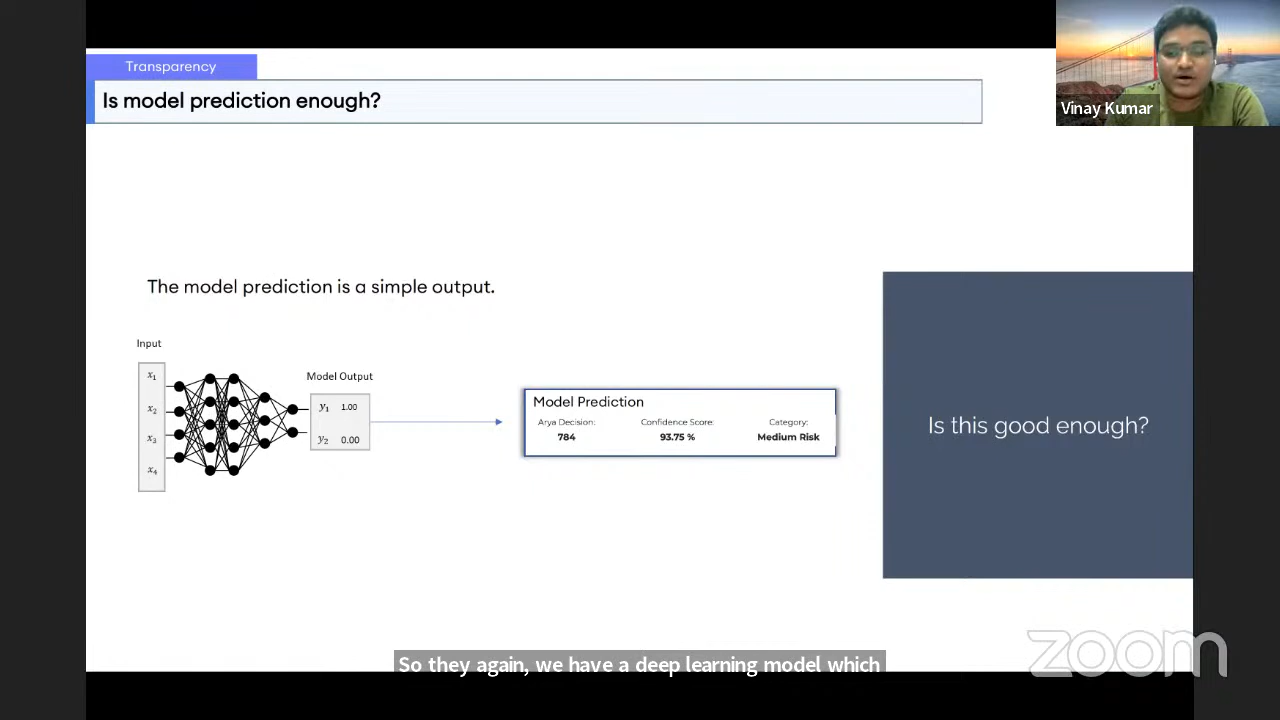 Transparency
Is model prediction enough?
Vinay Kumar
The model prediction is a simple output.
Input
x1
x2
x3
x4
Model Output
y1 1.00
y2 0.00
Model Prediction
Arya Decision: Confidence Score: Category:
784 93.75 % Medium Risk
Is this good enough?
So they again, we have a deep learning model which
zoom